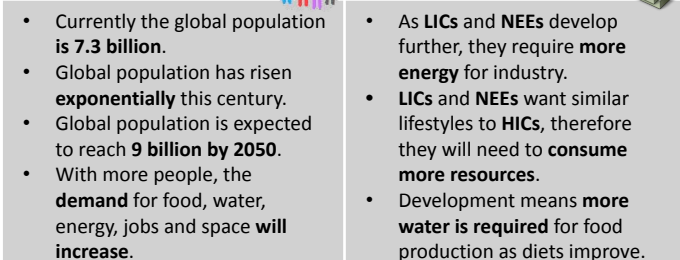 • Currently the global population
is 7.3 billion.
• Global population has risen
exponentially this century.
• Global population is expected
to reach 9 billion by 2050.
• With more people, the
demand for food, water,
energy, jobs and space will
increase.
• As LICs and NEEs develop
further, they require more
energy for industry.
• LICs and NEEs want similar
lifestyles to HICs, therefore
they will need to consume
more resources.
• Development means more
water is required for food
production as diets improve.